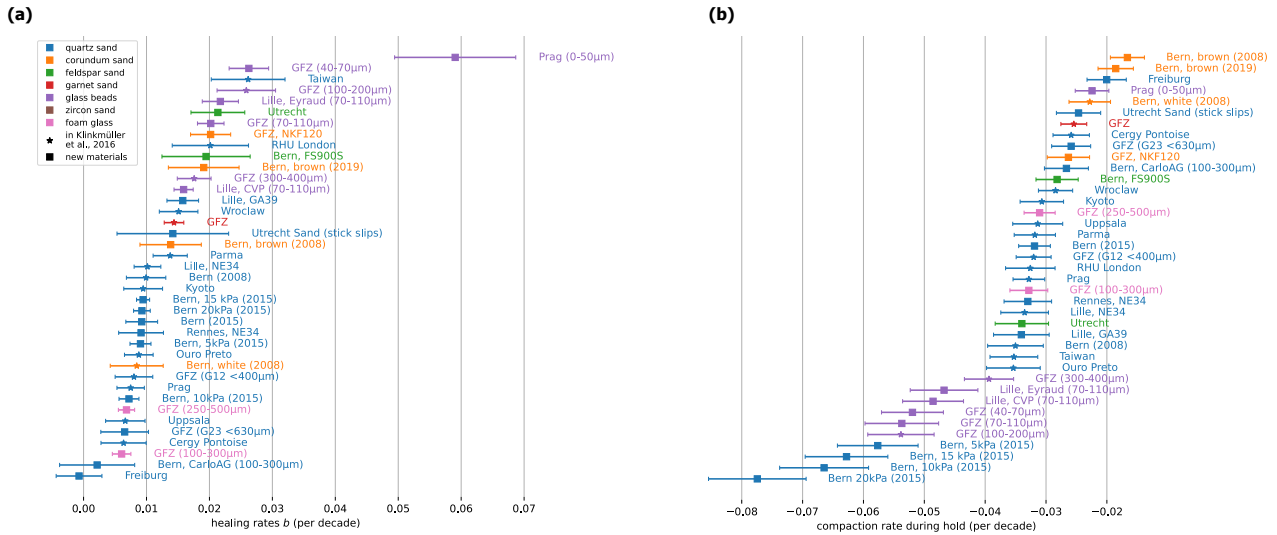 (a)
quartz sand
corundum sand
feldspar sand
garnet sand
glass beads
zircon sand
foam glass
in Klinkmüller
et al., 2016
new materials
Prag (0-50µm)
GFZ (40-70µm)
Taiwan
GFZ (100-200µm)
Lille, Eyraud (70-110µm)
Utrecht
GFZ (70-110µm)
GFZ, NKF120
RHU London
Bern, FS900S
Bern, brown (2019)
GFZ (300-400µm)
Lille, CVP (70-110µm)
Lille, GA39
Wroclaw
GFZ
Utrecht Sand (stick slips)
Bern, brown (2008)
Parma
Lille, NE34
Bern (2008)
Kyoto
Bern, 15 kPa (2015)
Bern 20kPa (2015)
Bern (2015)
Rennes, NE34
Bern, 5kPa (2015)
Ouro Preto
Bern, white (2008)
GFZ (G12 <400µm)
Prag
Bern, 10kPa (2015)
GFZ (250-500µm)
Uppsala
GFZ (G23 <630µm)
Cergy Pontoise
GFZ (100-300µm)
Bern, CarloAG (100-300µm)
Freiburg
0.00 0.01 0.02 0.03 0.04 0.05 0.06 0.07
healing rates b (per decade)
(b)
Bern, brown (2008)
Bern, brown (2019)
Freiburg
Prag (0-50µm)
Bern, white (2008)
Utrecht Sand (stick slips)
GFZ
Cergy Pontoise
GFZ (G23 <630µm)
GFZ, NKF120
Bern, CarloAG (100-300µm)
Bern, FS900S
Wroclaw
Kyoto
GFZ (250-500µm)
Uppsala
Parma
Bern (2015)
GFZ (G12 <400µm)
RHU London
Prag
GFZ (100-300µm)
Rennes, NE34
Lille, NE34
Utrecht
Lille, GA39
Bern (2008)
Taiwan
Ouro Preto
GFZ (300-400µm)
Lille, Eyraud (70-110µm)
Lille, CVP (70-110µm)
GFZ (40-70µm)
GFZ (70-110µm)
GFZ (100-200µm)
Bern, 5kPa (2015)
Bern, 15 kPa (2015)
Bern, 10kPa (2015)
Bern 20kPa (2015)
−0.08 −0.07 −0.06 −0.05 −0.04 −0.03 −0.02
compaction rate during hold (per decade)